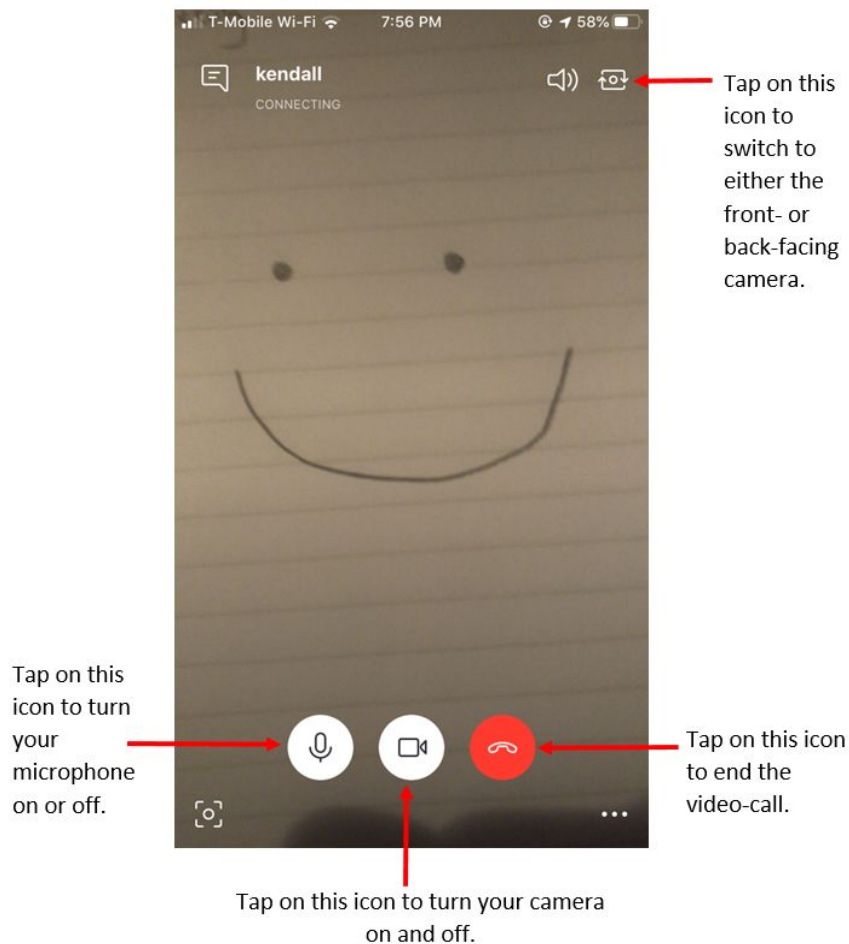 T-Mobile Wi-Fi 7:56 PM 58%
kendall
CONNECTING
Tap on this
icon to
switch to
either the
front- or
back-facing
camera.
Tap on this
icon to turn
your
microphone
on or off.
Tap on this icon
to end the
video-call.
Tap on this icon to turn your camera
on and off.